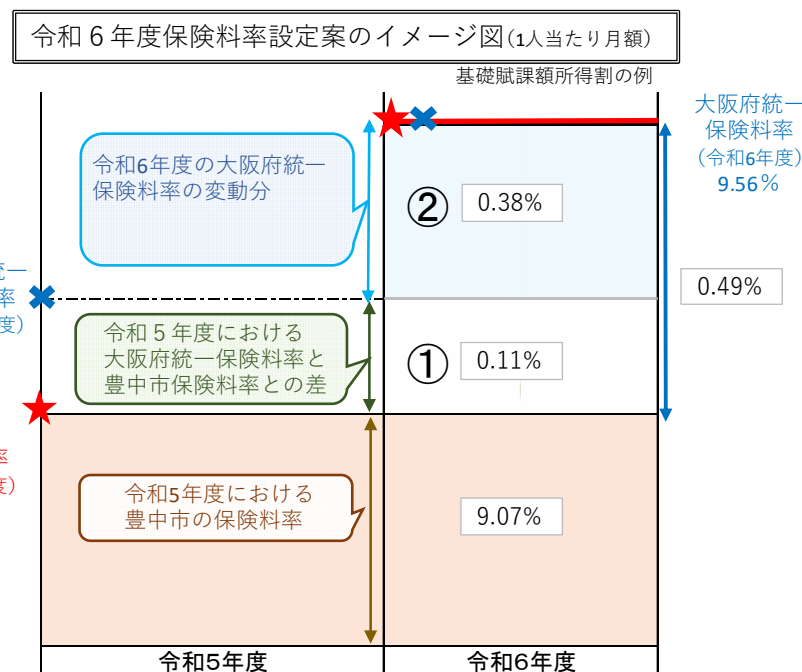 令和６年度保険料率設定案のイメージ図(1人当たり月額)
基礎賦課額所得割の例
大阪府統一
保険料率
(令和6年度)
9.56％
令和6年度の大阪府統一
保険料率の変動分
② 0.38%
0.49%
統一
率
度)
令和５年度における
大阪府統一保険料率と
豊中市保険料率との差
① 0.11%
率
度)
令和5年度における
豊中市の保険料率
9.07%
令和5年度
令和6年度